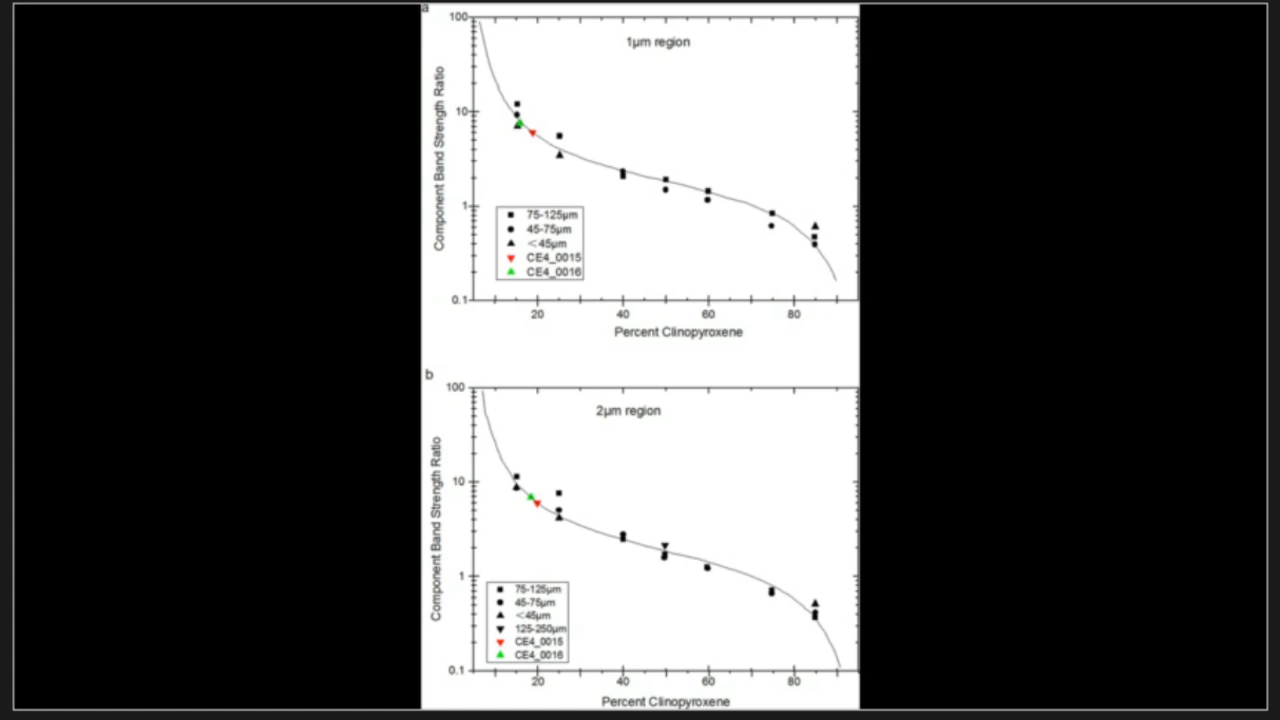 a
100
1µm region
10
1
0.1
Component Band Strength Ratio
75-125µm
45-75µm
<45µm
CE4_0015
CE4_0016
20 40 60 80
Percent Clinopyroxene
b
100
2µm region
10
1
0.1
Component Band Strength Ratio
75-125µm
45-75µm
<45µm
125-250µm
CE4_0015
CE4_0016
20 40 60 80
Percent Clinopyroxene